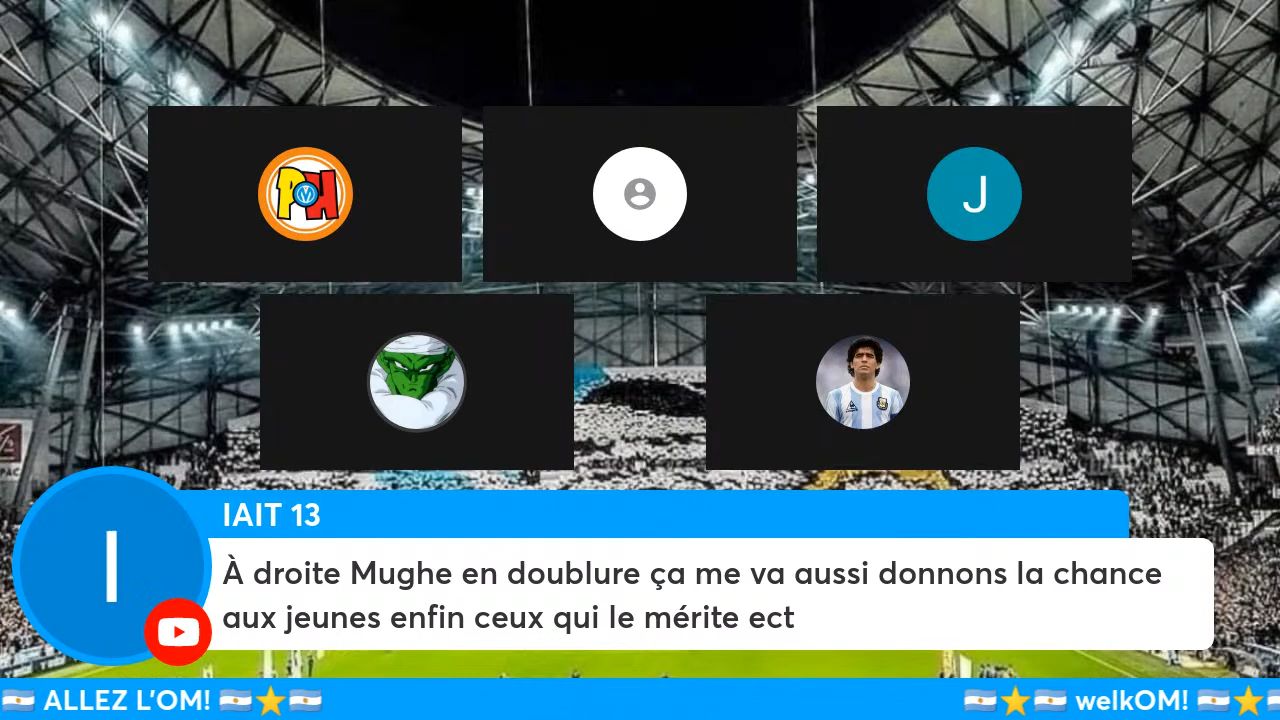 PH
J
I
IAIT 13
À droite Mughe en doublure ça me va aussi donnons la chance
aux jeunes enfin ceux qui le mérite ect
🇦🇷 ALLEZ L'OM! 🇦🇷⭐🇦🇷
🇦🇷⭐🇦🇷 welkOM! 🇦🇷⭐